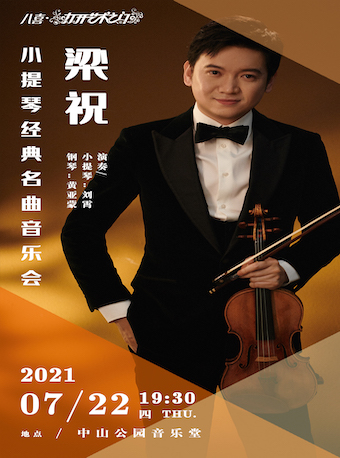 八喜·打开艺术之门
梁祝
小提琴经典名曲音乐会
演奏/
小提琴：刘霄
钢琴：黄亚蒙
2021
07/22 19:30
四 THU.
地点 / 中山公园音乐堂